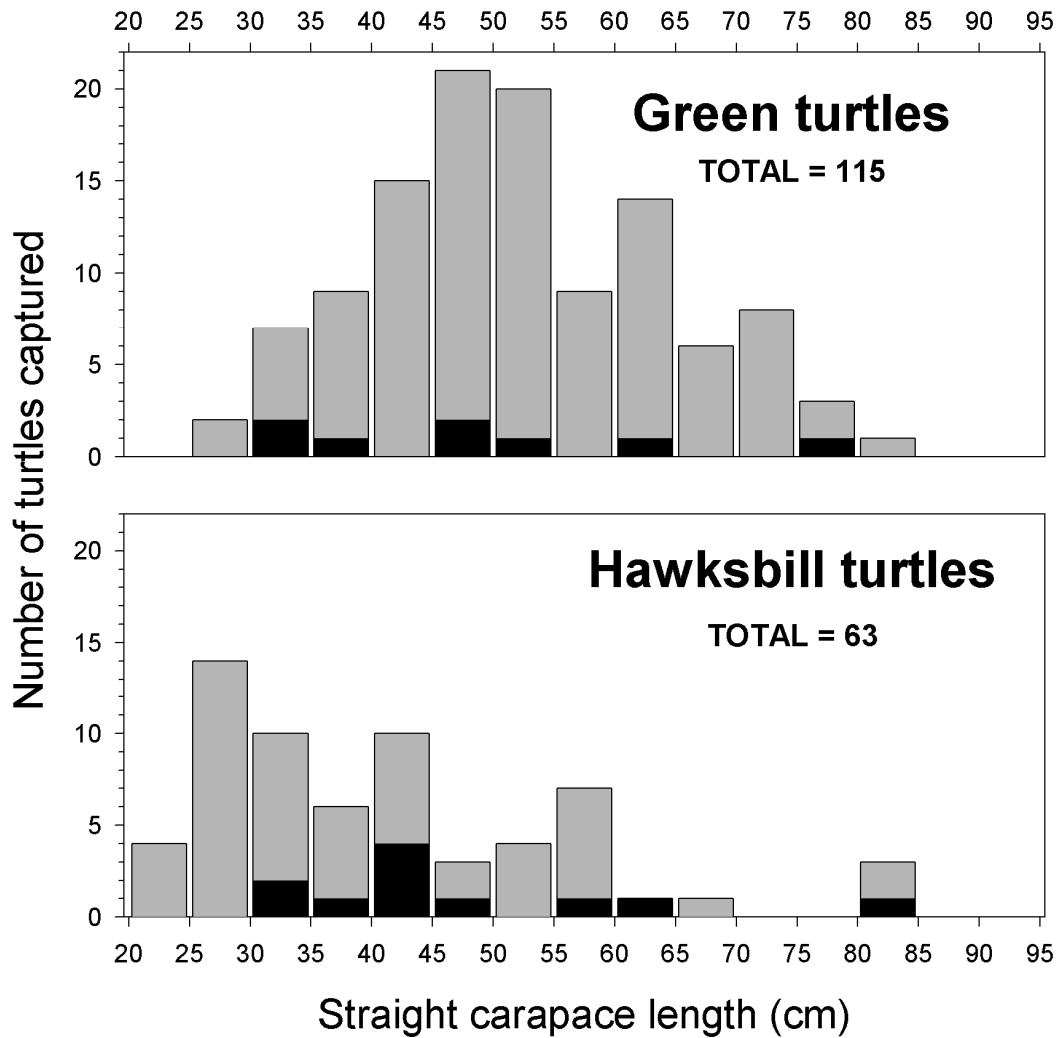 20 25 30 35 40 45 50 55 60 65 70 75 80 85 90 95
Number of turtles captured
20
15
10
5
0
Green turtles
TOTAL = 115
20
15
10
5
0
Hawksbill turtles
TOTAL = 63
20 25 30 35 40 45 50 55 60 65 70 75 80 85 90 95
Straight carapace length (cm)